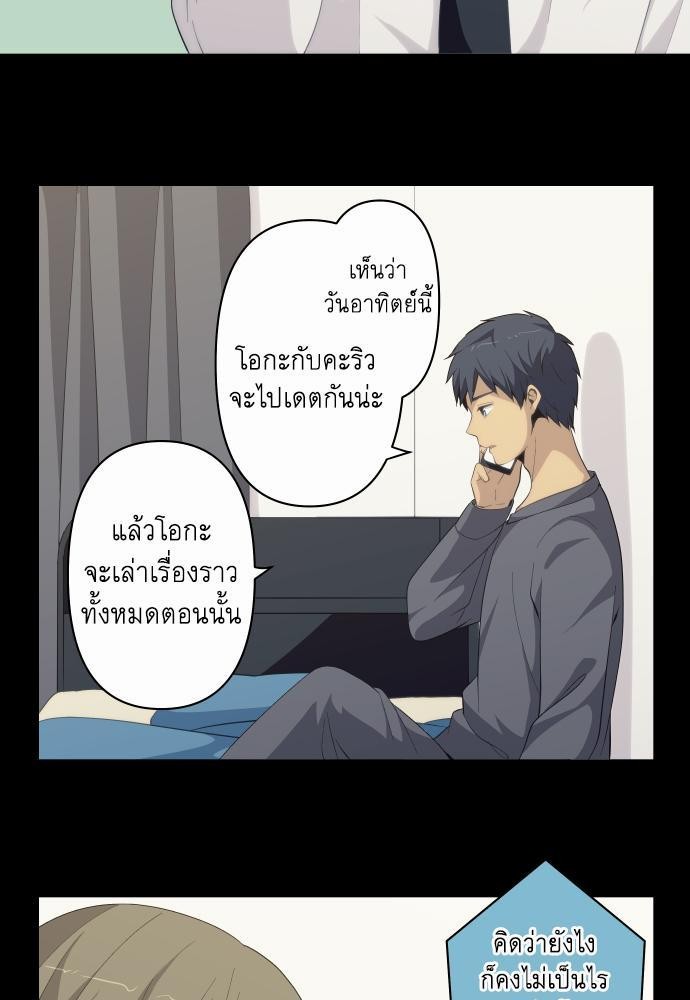 เห็นว่า
วันอาทิตย์นี้
โอกะกับคะริว
จะไปเดตกันน่ะ
แล้วโอกะ
จะเล่าเรื่องราว
ทั้งหมดตอนนั้น
คิดว่ายังไง
ก็คงไม่เป็นไร